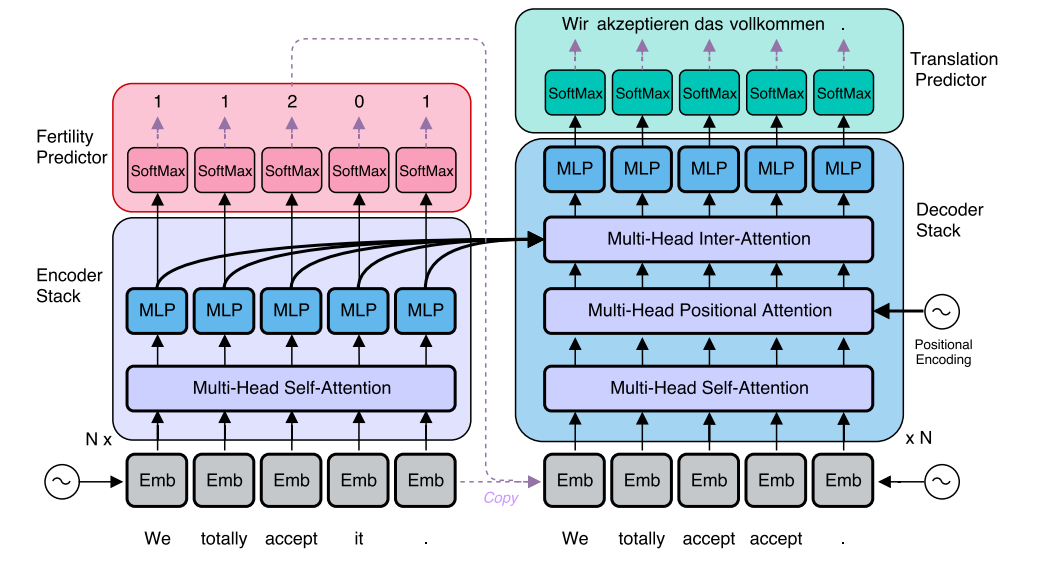 Wir akzeptieren das vollkommen .
SoftMax SoftMax SoftMax SoftMax SoftMax
Translation
Predictor
1 1 2 0 1
Fertility
Predictor
SoftMax SoftMax SoftMax SoftMax SoftMax
MLP MLP MLP MLP MLP
Decoder
Stack
Multi-Head Inter-Attention
Encoder
Stack
MLP MLP MLP MLP MLP
Multi-Head Positional Attention
Positional
Encoding
Multi-Head Self-Attention
Multi-Head Self-Attention
N x
x N
Emb Emb Emb Emb Emb
Copy
Emb Emb Emb Emb Emb
We totally accept it .
We totally accept accept .